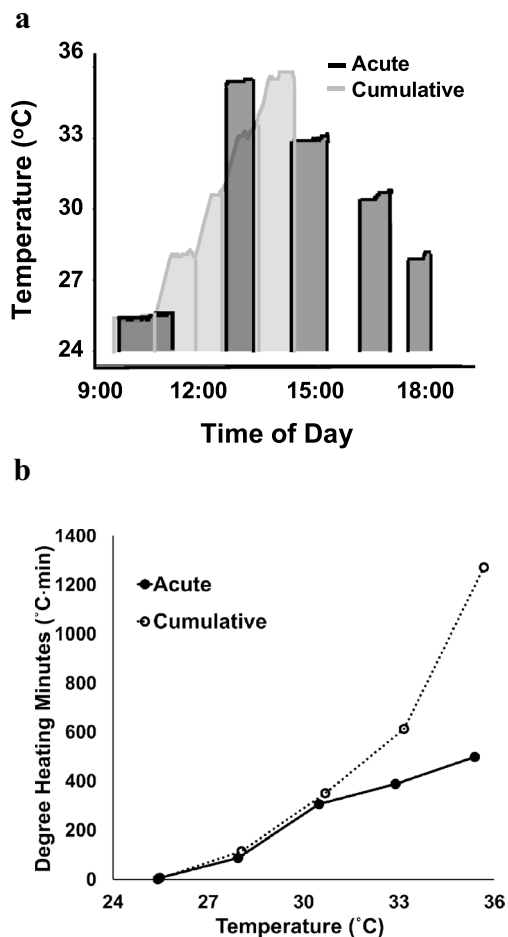 a
Temperature (ºC)
36
33
30
27
24
Acute
Cumulative
9:00 12:00 15:00 18:00
Time of Day
b
Degree Heating Minutes (˚C·min)
1400
1200
1000
800
600
400
200
0
Acute
Cumulative
24 27 30 33 36
Temperature (˚C)